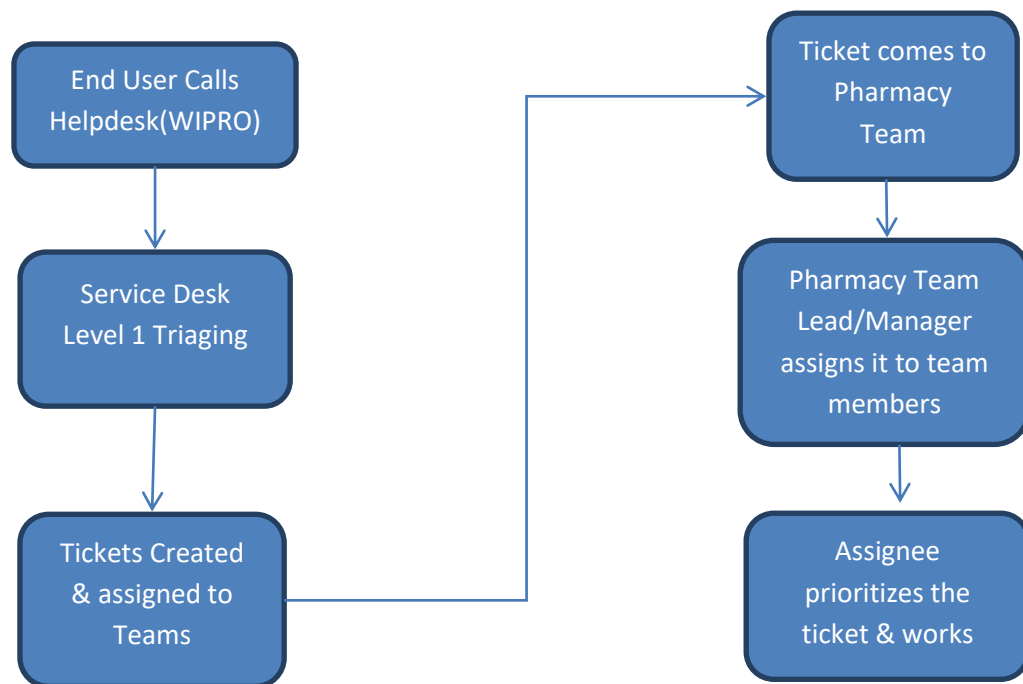 End User Calls
Helpdesk(WIPRO)
Service Desk
Level 1 Triaging
Tickets Created
& assigned to
Teams
Ticket comes to
Pharmacy
Team
Pharmacy Team
Lead/Manager
assigns it to team
members
Assignee
prioritizes the
ticket & works